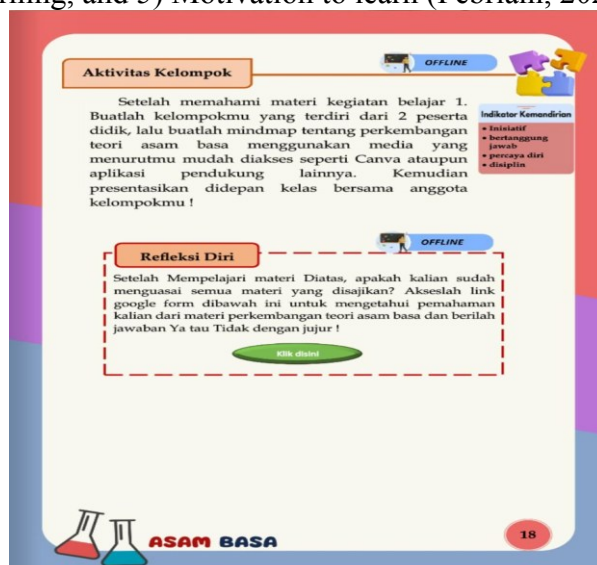 rning, and 5) Motivation to learn (Febriani, 202
OFFLINE
Aktivitas Kelompok
Setelah memahami materi kegiatan belajar 1.
Buatlah kelompokmu yang terdiri dari 2 peserta
didik, lalu buatlah mindmap tentang perkembangan
teori asam basa menggunakan media yang
menurutmu mudah diakses seperti Canva ataupun
aplikasi pendukung lainnya. Kemudian
presentasikan didepan kelas bersama anggota
kelompokmu !
Indikator Kemandirian
• Inisiatif
• bertanggung
jawab
• percaya diri
• disiplin
OFFLINE
Refleksi Diri
Setelah Mempelajari materi Diatas, apakah kalian sudah
menguasai semua materi yang disajikan? Akseslah link
google form dibawah ini untuk mengetahui pemahaman
kalian dari materi perkembangan teori asam basa dan berilah
jawaban Ya tau Tidak dengan jujur !
Klik disini
ASAM BASA
18